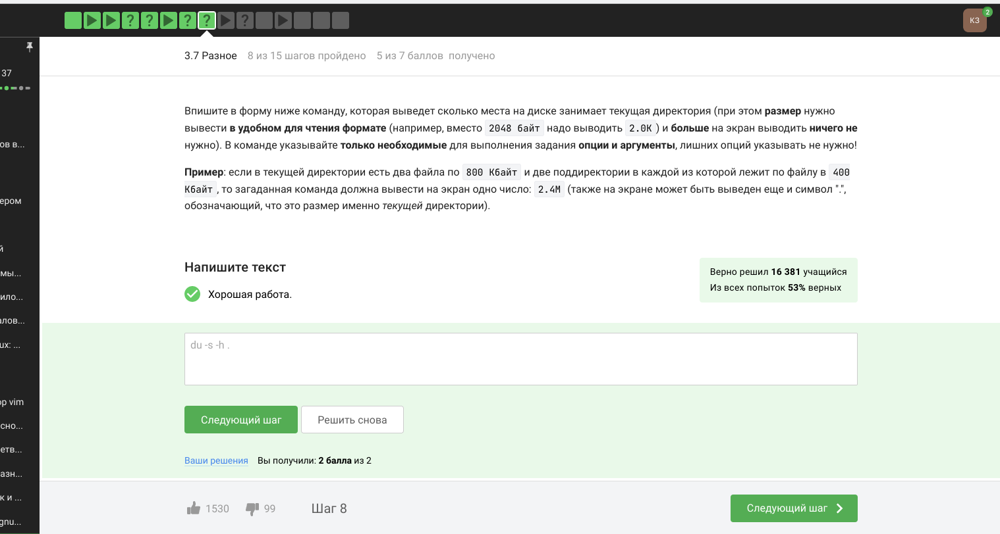 ? ? ? ? ?
КЗ
2
37
3.7 Разное 8 из 15 шагов пройдено 5 из 7 баллов получено
Впишите в форму ниже команду, которая выведет сколько места на диске занимает текущая директория (при этом размер нужно
вывести в удобном для чтения формате (например, вместо 2048 байт надо выводить 2.0K ) и больше на экран выводить ничего не
нужно). В команде указывайте только необходимые для выполнения задания опции и аргументы, лишних опций указывать не нужно!
Пример: если в текущей директории есть два файла по 800 Кбайт и две поддиректории в каждой из которой лежит по файлу в 400
Кбайт , то загаданная команда должна вывести на экран одно число: 2.4M (также на экране может быть выведен еще и символ ".",
обозначающий, что это размер именно текущей директории).
Напишите текст
Хорошая работа.
Верно решил 16 381 учащийся
Из всех попыток 53% верных
du -s -h .
Следующий шаг
Решить снова
Ваши решения Вы получили: 2 балла из 2
1530 99 Шаг 8
Следующий шаг
ов в...
ером
й
мы...
ило...
алов...
ux: ...
ор vim
сно...
етв...
азн...
к и ...
gnu...